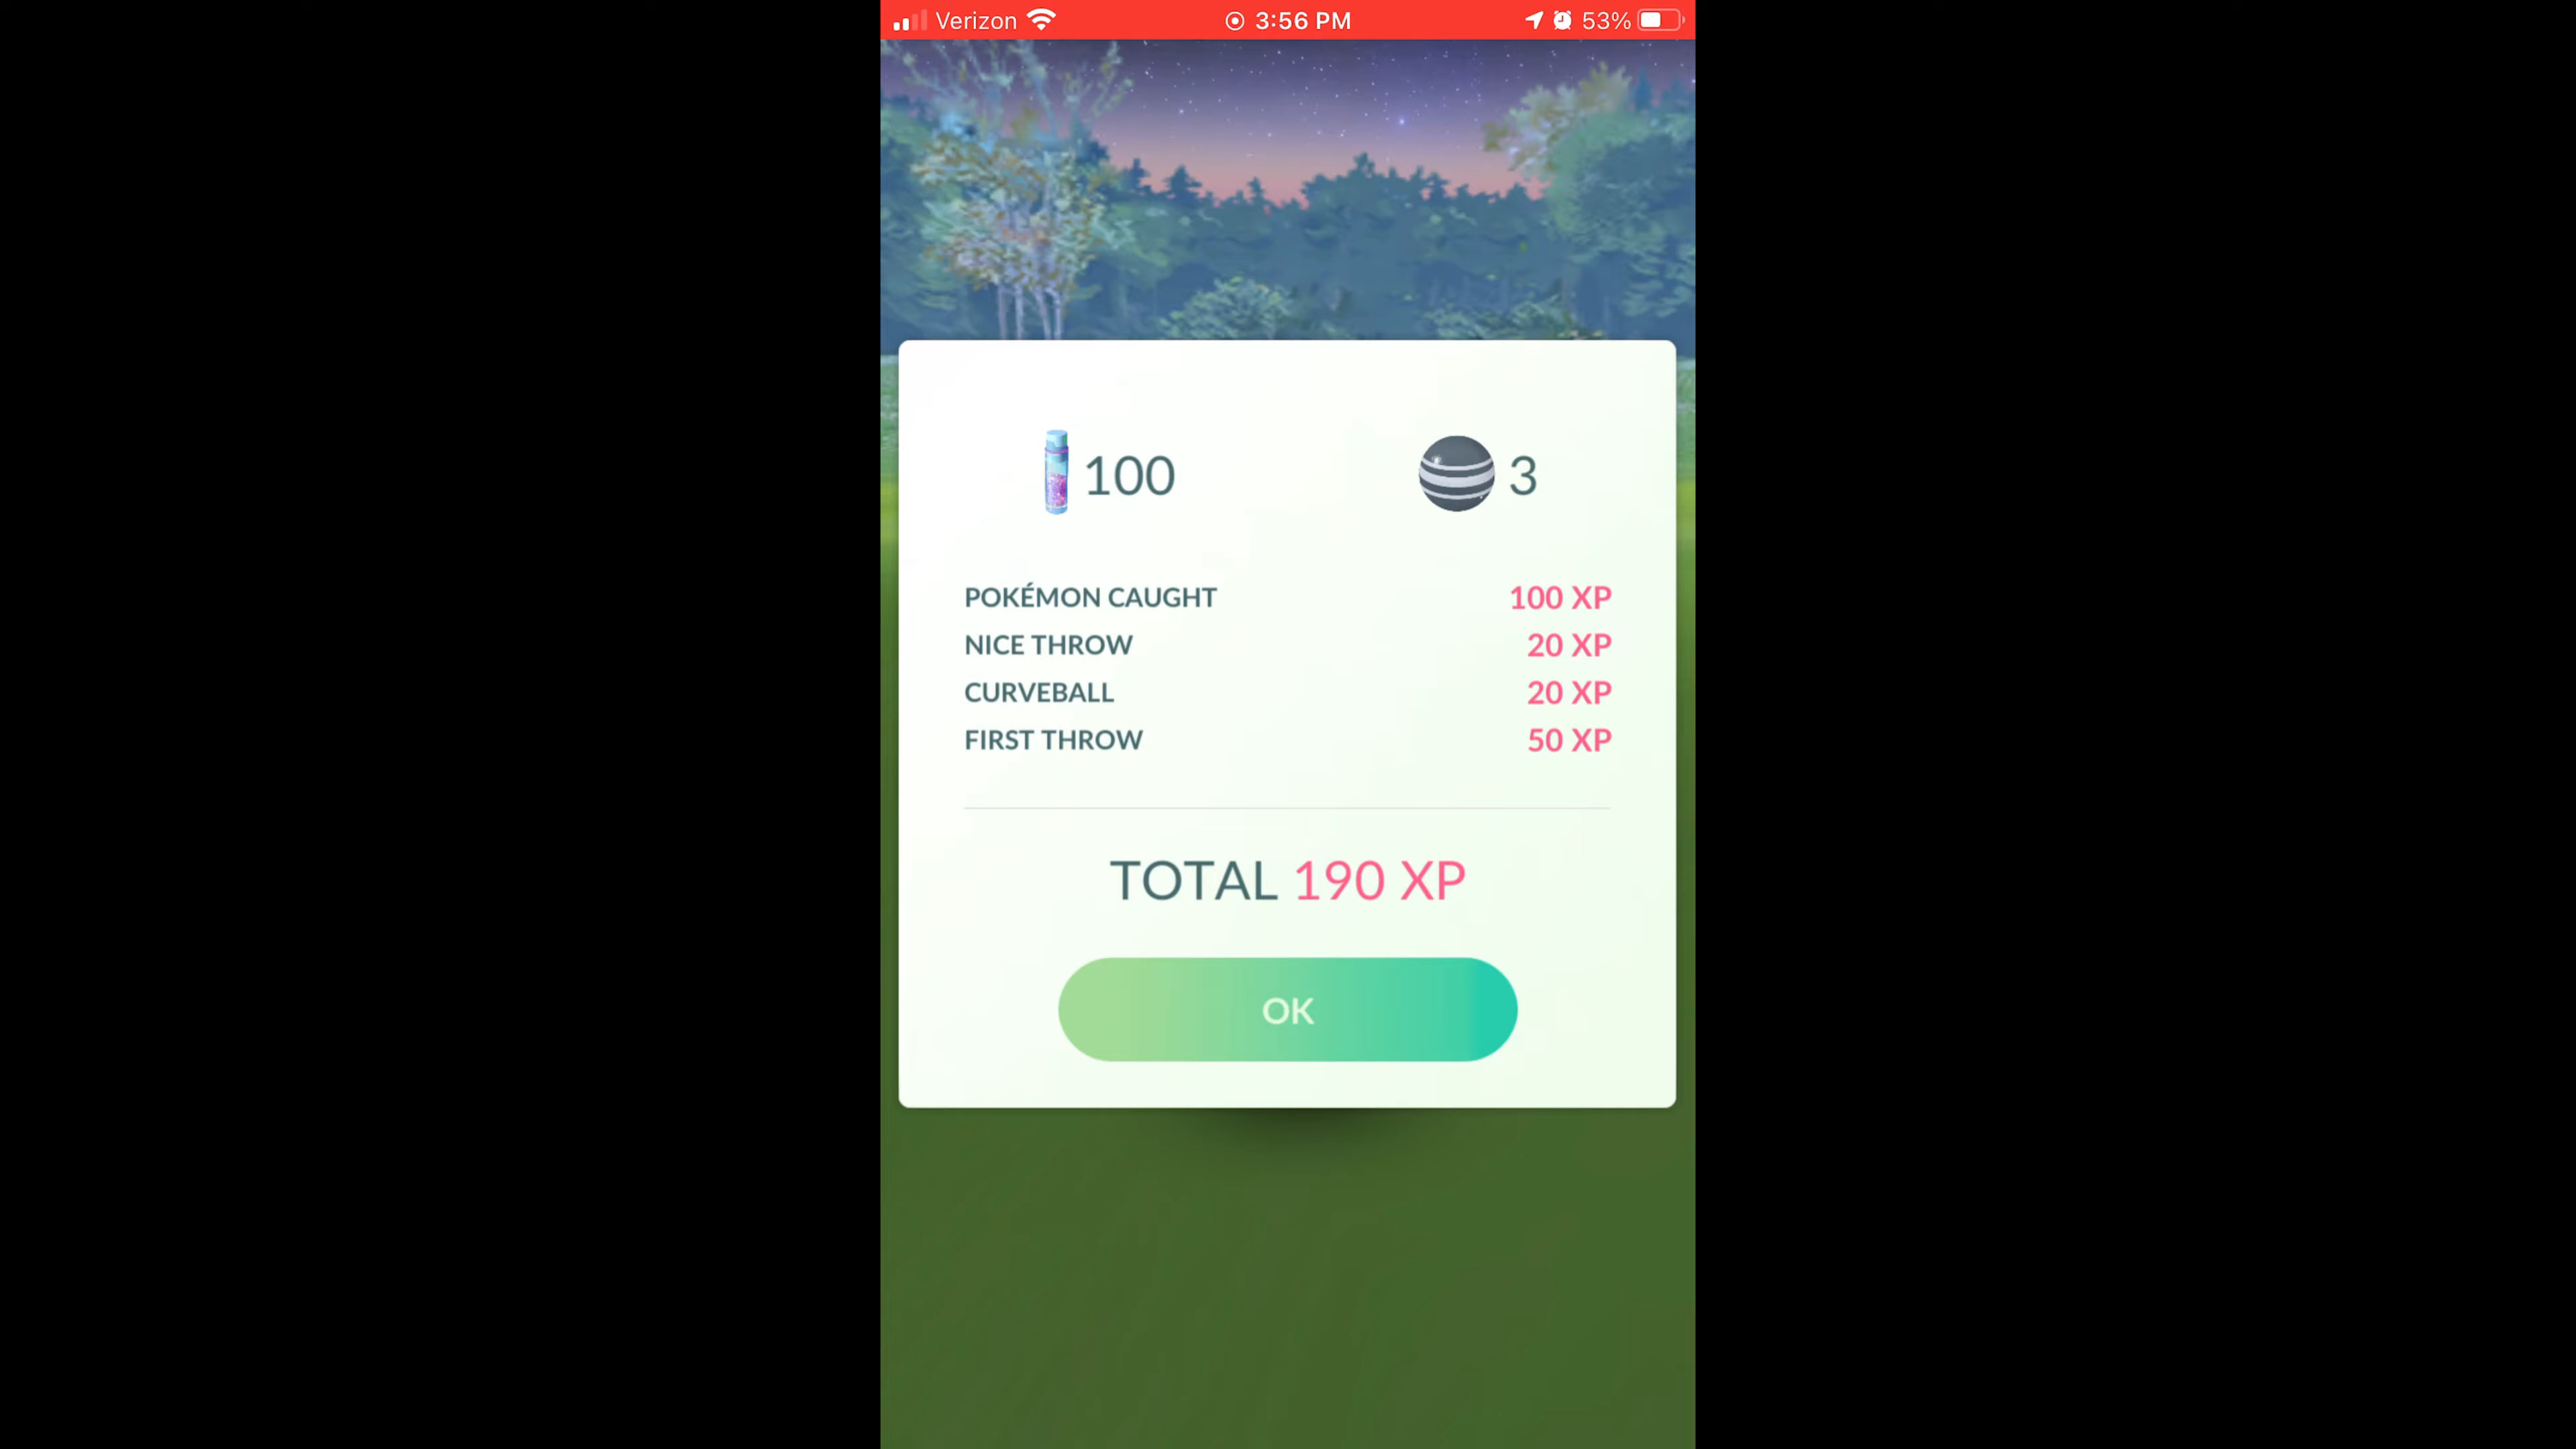 Verizon 3:56 PM 53%
100 3
POKÉMON CAUGHT 100 XP
NICE THROW 20 XP
CURVEBALL 20 XP
FIRST THROW 50 XP
TOTAL 190 XP
OK